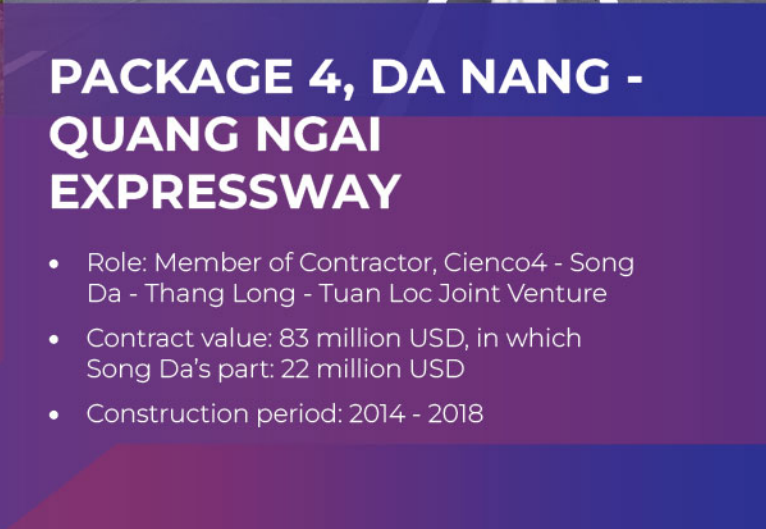 PACKAGE 4, DA NANG -
QUANG NGAI
EXPRESSWAY
• Role: Member of Contractor, Cienco4 - Song
Da - Thang Long - Tuan Loc Joint Venture
• Contract value: 83 million USD, in which
Song Da’s part: 22 million USD
• Construction period: 2014 - 2018